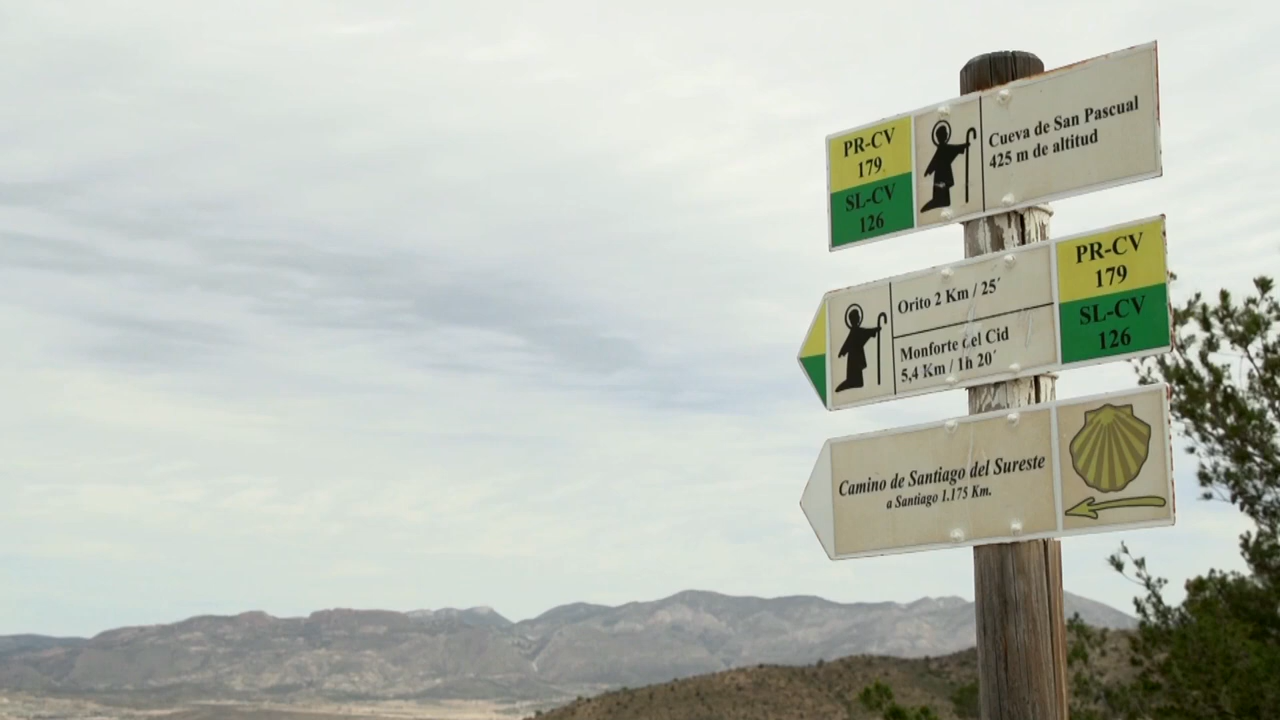 PR-CV
179
SL-CV
126
Cueva de San Pascual
425 m de altitud
Orito 2 Km / 25´
Monforte del Cid
5,4 Km / 1h 20´
PR-CV
179
SL-CV
126
Camino de Santiago del Sureste
a Santiago 1.175 Km.